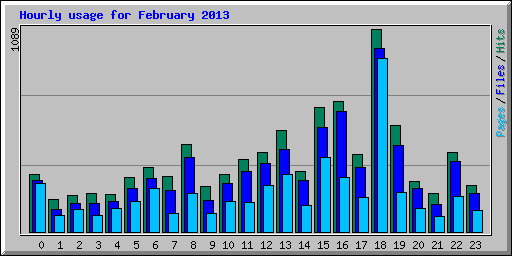 Hourly usage for February 2013
1089
Pages / Files / Hits
0 1 2 3 4 5 6 7 8 9 10 11 12 13 14 15 16 17 18 19 20 21 22 23